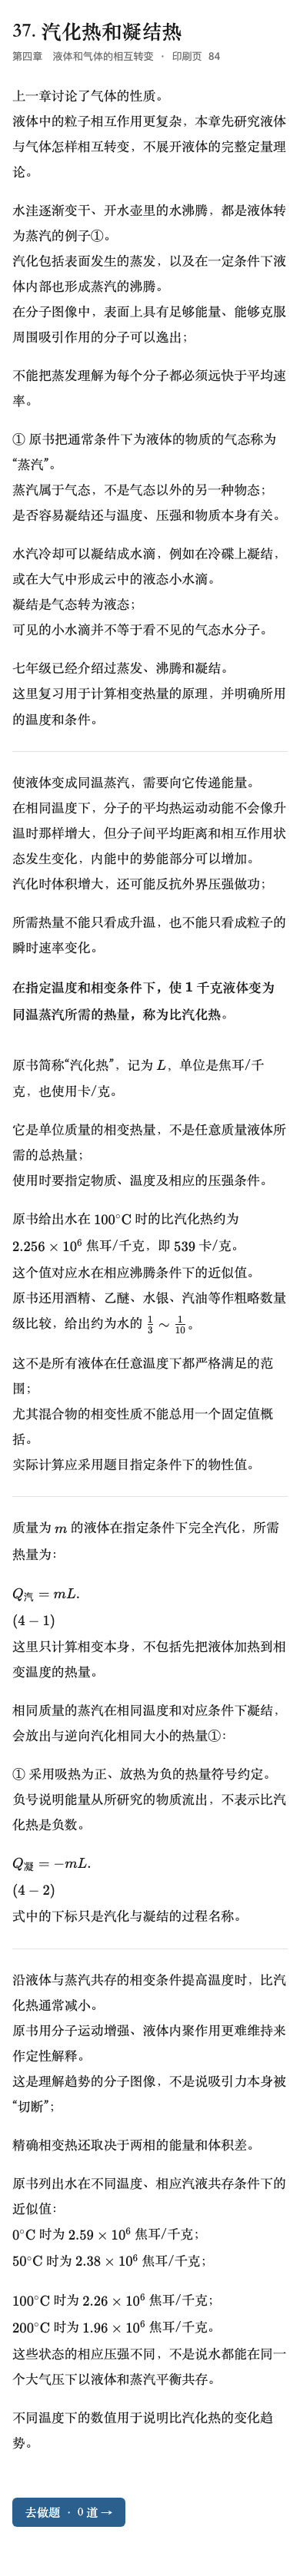 37. 汽化热和凝结热
第四章　液体和气体的相互转变 · 印刷页 84
上一章讨论了气体的性质。
液体中的粒子相互作用更复杂，本章先研究液体
与气体怎样相互转变，不展开液体的完整定量理
论。
水洼逐渐变干、开水壶里的水沸腾，都是液体转
为蒸汽的例子①。
汽化包括表面发生的蒸发，以及在一定条件下液
体内部也形成蒸汽的沸腾。
在分子图像中，表面上具有足够能量、能够克服
周围吸引作用的分子可以逸出；
不能把蒸发理解为每个分子都必须远快于平均速
率。
① 原书把通常条件下为液体的物质的气态称为
“蒸汽”。
蒸汽属于气态，不是气态以外的另一种物态；
是否容易凝结还与温度、压强和物质本身有关。
水汽冷却可以凝结成水滴，例如在冷碟上凝结，
或在大气中形成云中的液态小水滴。
凝结是气态转为液态；
可见的小水滴并不等于看不见的气态水分子。
七年级已经介绍过蒸发、沸腾和凝结。
这里复习用于计算相变热量的原理，并明确所用
的温度和条件。
使液体变成同温蒸汽，需要向它传递能量。
在相同温度下，分子的平均热运动动能不会像升
温时那样增大，但分子间平均距离和相互作用状
态发生变化，内能中的势能部分可以增加。
汽化时体积增大，还可能反抗外界压强做功；
所需热量不能只看成升温，也不能只看成粒子的
瞬时速率变化。
在指定温度和相变条件下，使 1 千克液体变为
同温蒸汽所需的热量，称为比汽化热。
原书简称“汽化热”，记为 L，单位是焦耳/千
克，也使用卡/克。
它是单位质量的相变热量，不是任意质量液体所
需的总热量；
使用时要指定物质、温度及相应的压强条件。
原书给出水在 100°C 时的比汽化热约为
2.256 × 10⁶ 焦耳/千克，即 539 卡/克。
这个值对应水在相应沸腾条件下的近似值。
原书还用酒精、乙醚、水银、汽油等作粗略数量
级比较，给出约为水的 1/3 ∼ 1/10。
这不是所有液体在任意温度下都严格满足的范
围；
尤其混合物的相变性质不能总用一个固定值概
括。
实际计算应采用题目指定条件下的物性值。
质量为 m 的液体在指定条件下完全汽化，所需
热量为：
Q汽 = mL.
(4 − 1)
这里只计算相变本身，不包括先把液体加热到相
变温度的热量。
相同质量的蒸汽在相同温度和对应条件下凝结，
会放出与逆向汽化相同大小的热量①：
① 采用吸热为正、放热为负的热量符号约定。
负号说明能量从所研究的物质流出，不表示比汽
化热是负数。
Q凝 = −mL.
(4 − 2)
式中的下标只是汽化与凝结的过程名称。
沿液体与蒸汽共存的相变条件提高温度时，比汽
化热通常减小。
原书用分子运动增强、液体内聚作用更难维持来
作定性解释。
这是理解趋势的分子图像，不是说吸引力本身被
“切断”；
精确相变热还取决于两相的能量和体积差。
原书列出水在不同温度、相应汽液共存条件下的
近似值：
0°C 时为 2.59 × 10⁶ 焦耳/千克；
50°C 时为 2.38 × 10⁶ 焦耳/千克；
100°C 时为 2.26 × 10⁶ 焦耳/千克；
200°C 时为 1.96 × 10⁶ 焦耳/千克。
这些状态的相应压强不同，不是说水都能在同一
个大气压下以液体和蒸汽平衡共存。
不同温度下的数值用于说明比汽化热的变化趋
势。
去做题 · 0 道 →